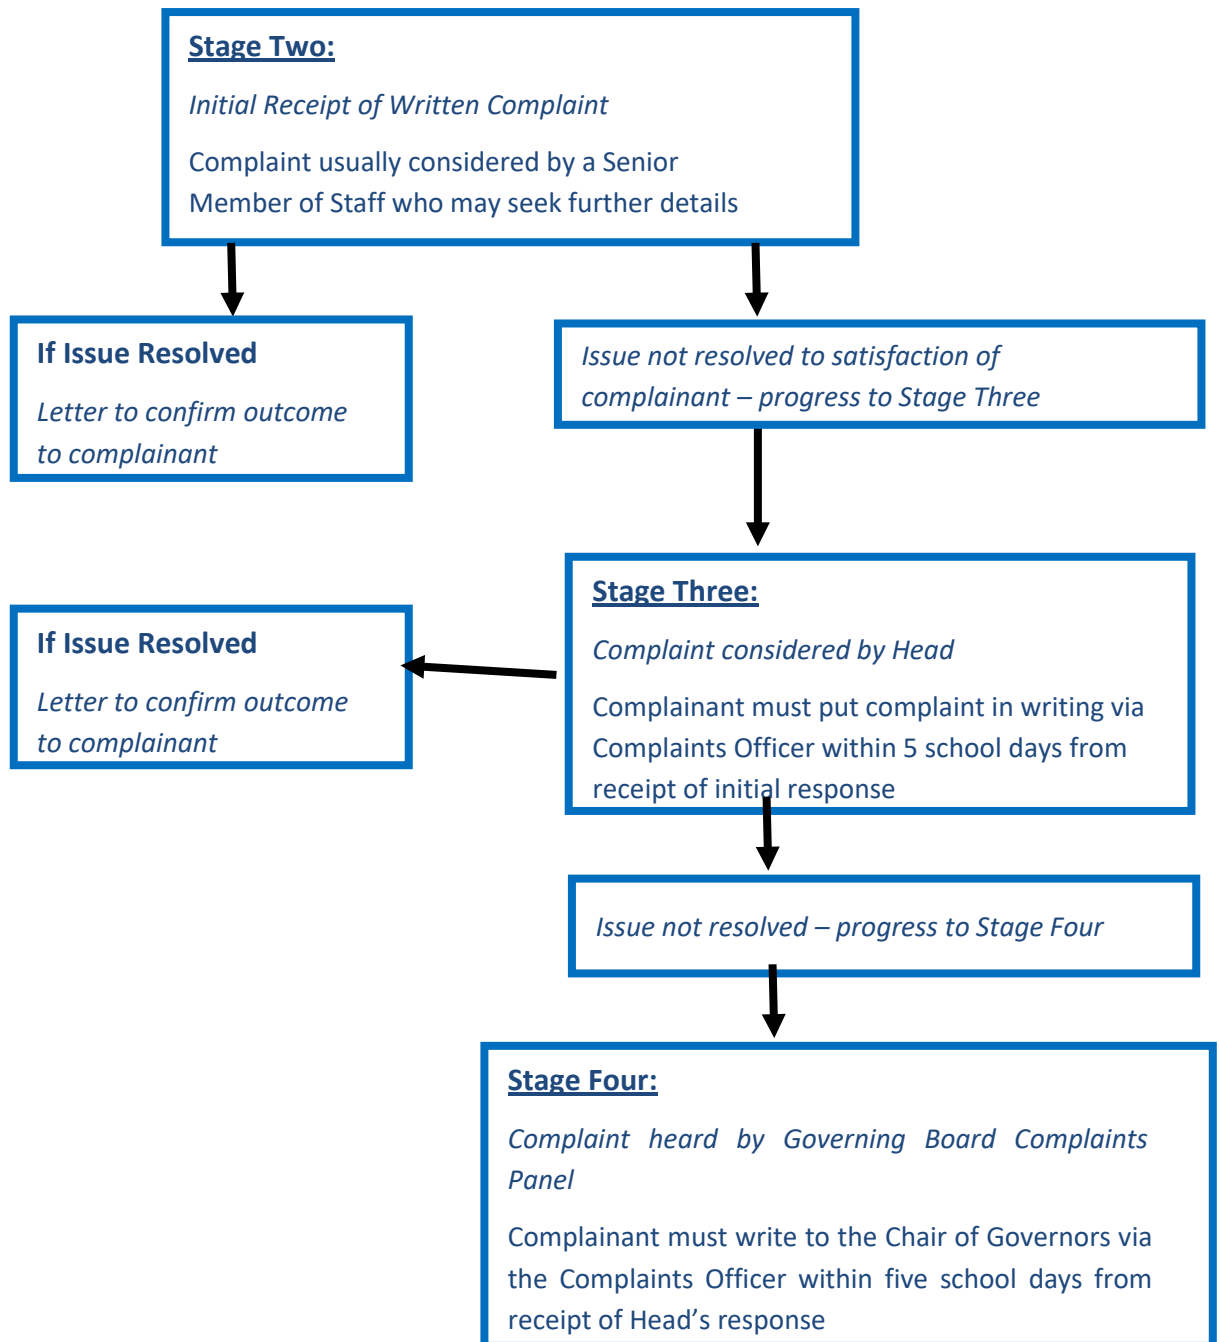 Stage Two:
Initial Receipt of Written Complaint
Complaint usually considered by a Senior
Member of Staff who may seek further details
If Issue Resolved
Letter to confirm outcome
to complainant
Issue not resolved to satisfaction of
complainant – progress to Stage Three
Stage Three:
Complaint considered by Head
Complainant must put complaint in writing via
Complaints Officer within 5 school days from
receipt of initial response
If Issue Resolved
Letter to confirm outcome
to complainant
Issue not resolved – progress to Stage Four
Stage Four:
Complaint heard by Governing Board Complaints
Panel
Complainant must write to the Chair of Governors via
the Complaints Officer within five school days from
receipt of Head’s response